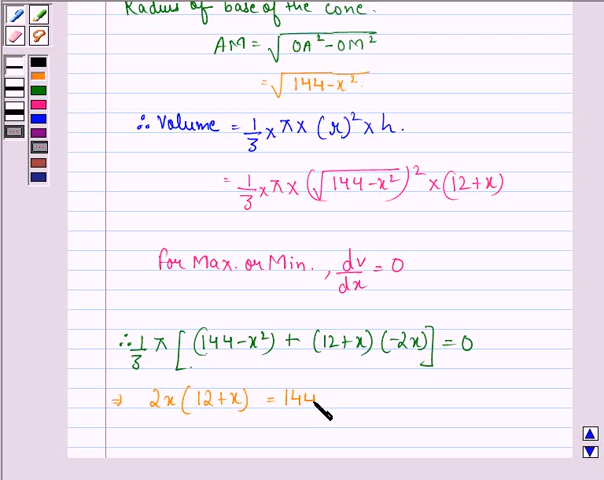 Radius of base of the cone.
AM = √(OA² – OM²)
= √(144 – x²)
∴ Volume = 1/3 × π × (r)² × h.
= 1/3 × π × (√(144 – x²))² × (12 + x)
For Max. or Min., dv/dx = 0
∴ 1/3 π [(144 – x²) + (12 + x) (–2x)] = 0
⇒ 2x (12 + x) = 144